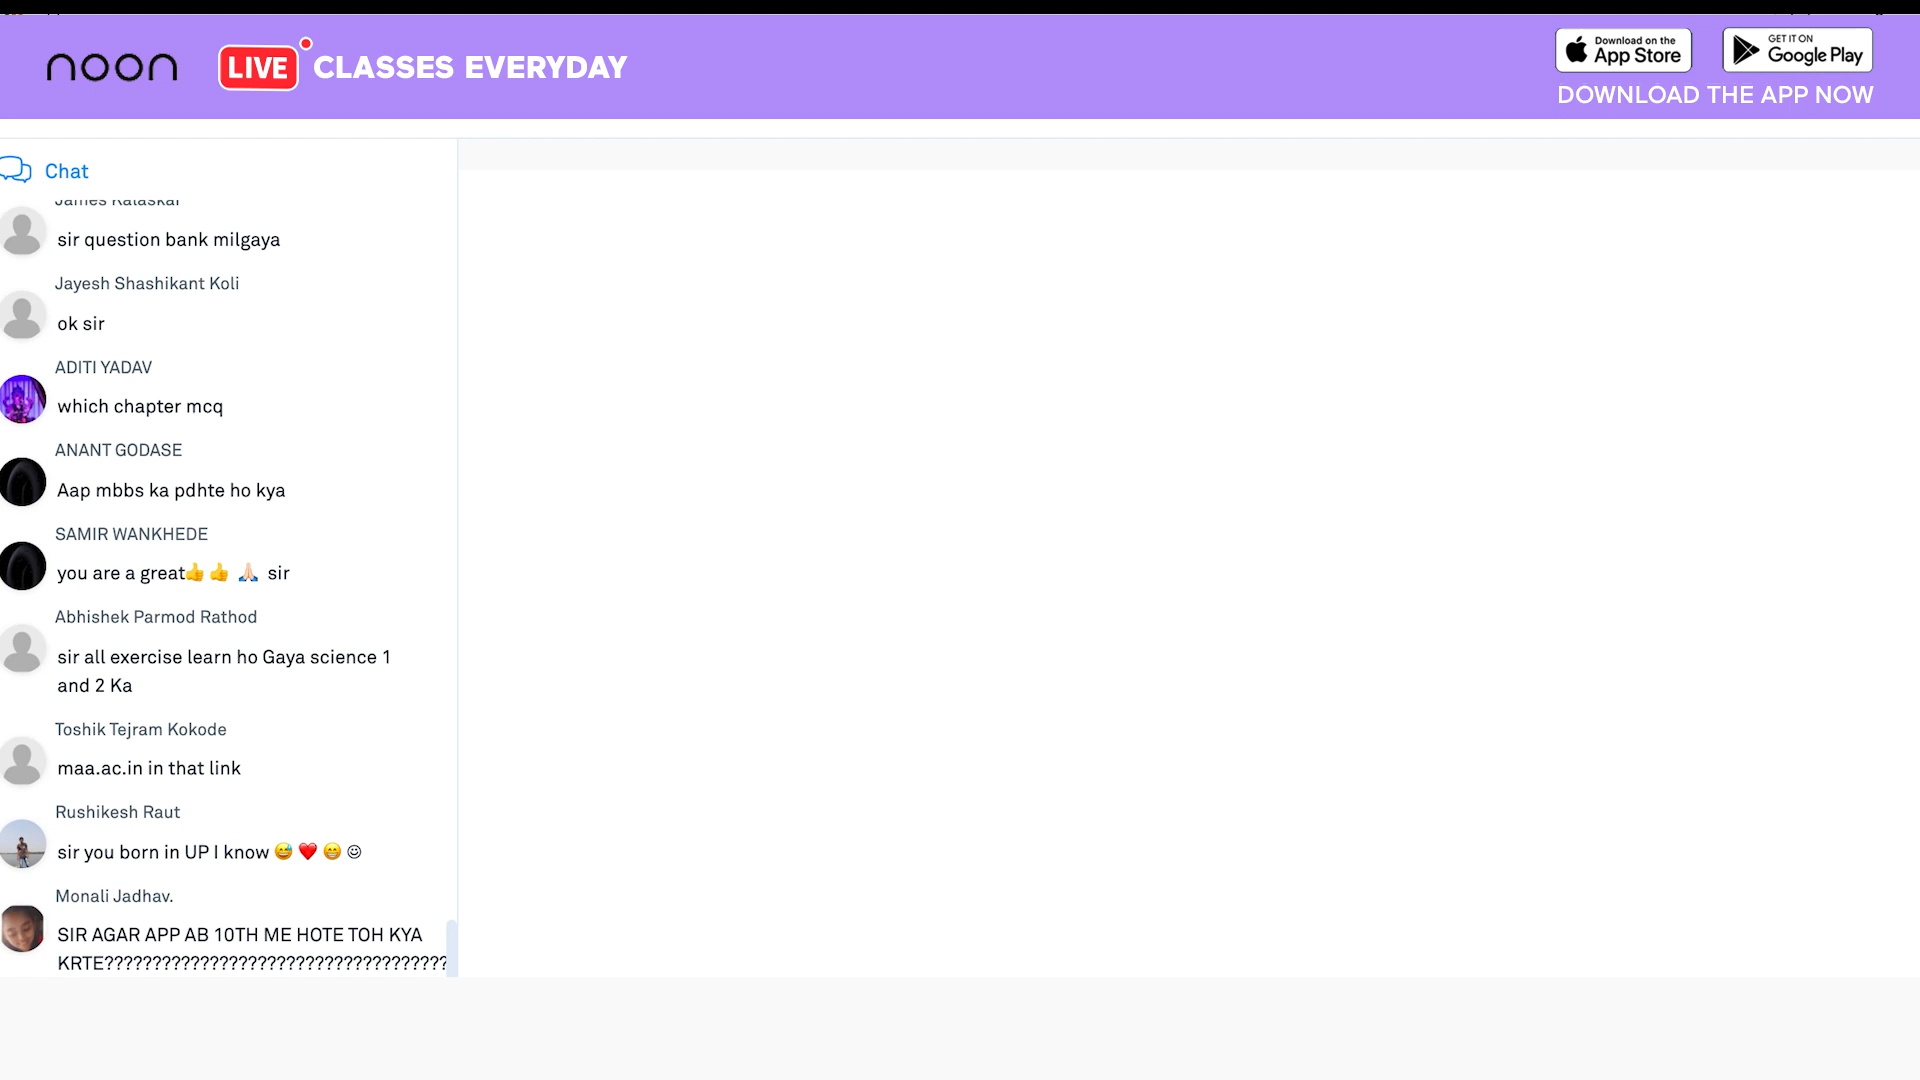 noon LIVE CLASSES EVERYDAY
Download on the
App Store
GET IT ON
Google Play
DOWNLOAD THE APP NOW
Chat
James Kalaskar
sir question bank milgaya
Jayesh Shashikant Koli
ok sir
ADITI YADAV
which chapter mcq
ANANT GODASE
Aap mbbs ka pdhte ho kya
SAMIR WANKHEDE
you are a great👍👍 🙏🏻 sir
Abhishek Parmod Rathod
sir all exercise learn ho Gaya science 1
and 2 Ka
Toshik Tejram Kokode
maa.ac.in in that link
Rushikesh Raut
sir you born in UP I know 😅 ❤️ 😁 ☺
Monali Jadhav.
SIR AGAR APP AB 10TH ME HOTE TOH KYA
KRTE????????????????????????????????????